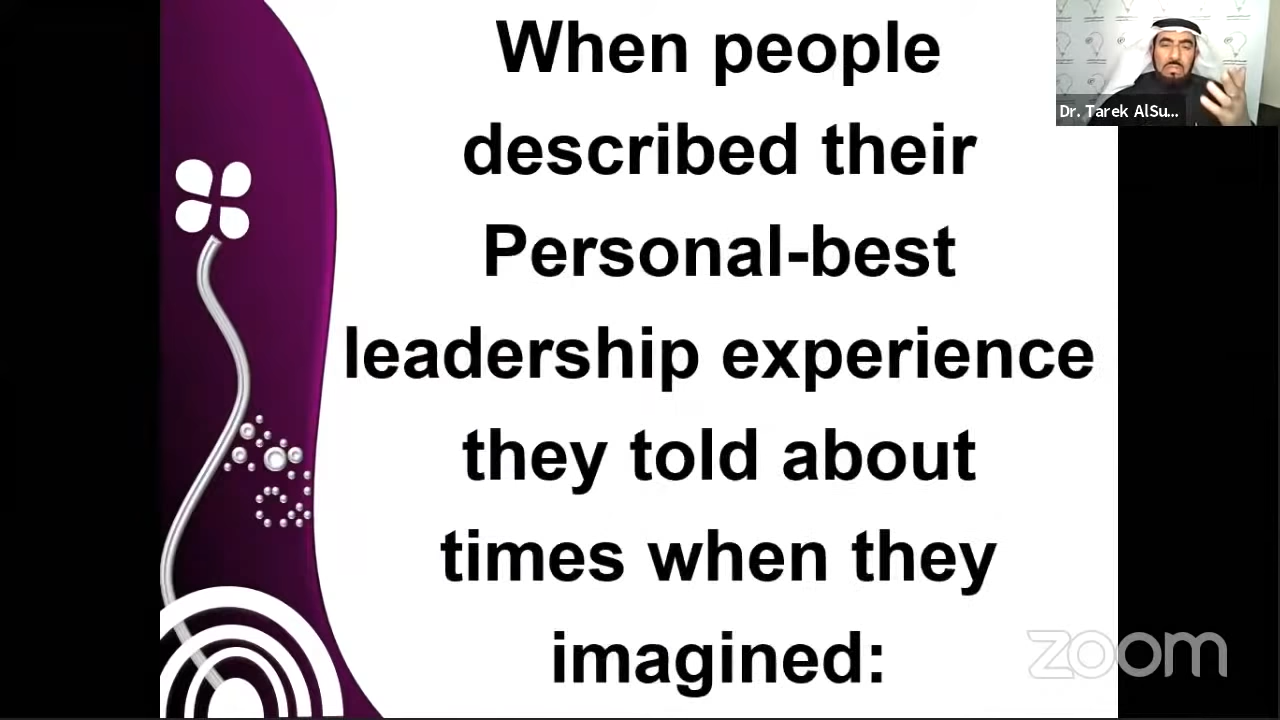 When people
described their
Personal-best
leadership experience
they told about
times when they
imagined:
Dr. Tarek AlSu...
zoom